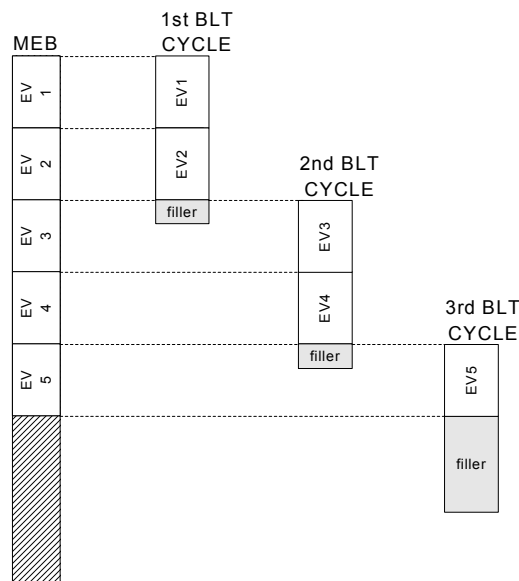 1st BLT
CYCLE
MEB
EV 1
EV1
EV 2
EV2
filler
2nd BLT
CYCLE
EV 3
EV3
EV 4
EV4
filler
3rd BLT
CYCLE
EV 5
EV5
filler